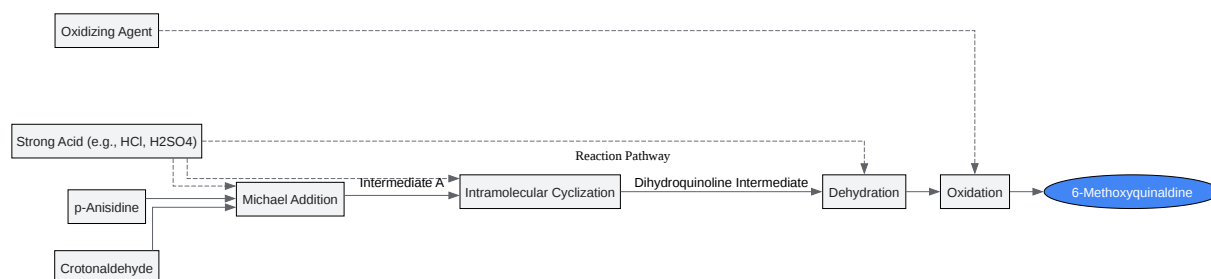 Oxidizing Agent
Strong Acid (e.g., HCl, H2SO4)
Reaction Pathway
p-Anisidine
Crotonaldehyde
Michael Addition
Intermediate A
Intramolecular Cyclization
Dihydroquinoline Intermediate
Dehydration
Oxidation
6-Methoxyquinaldine